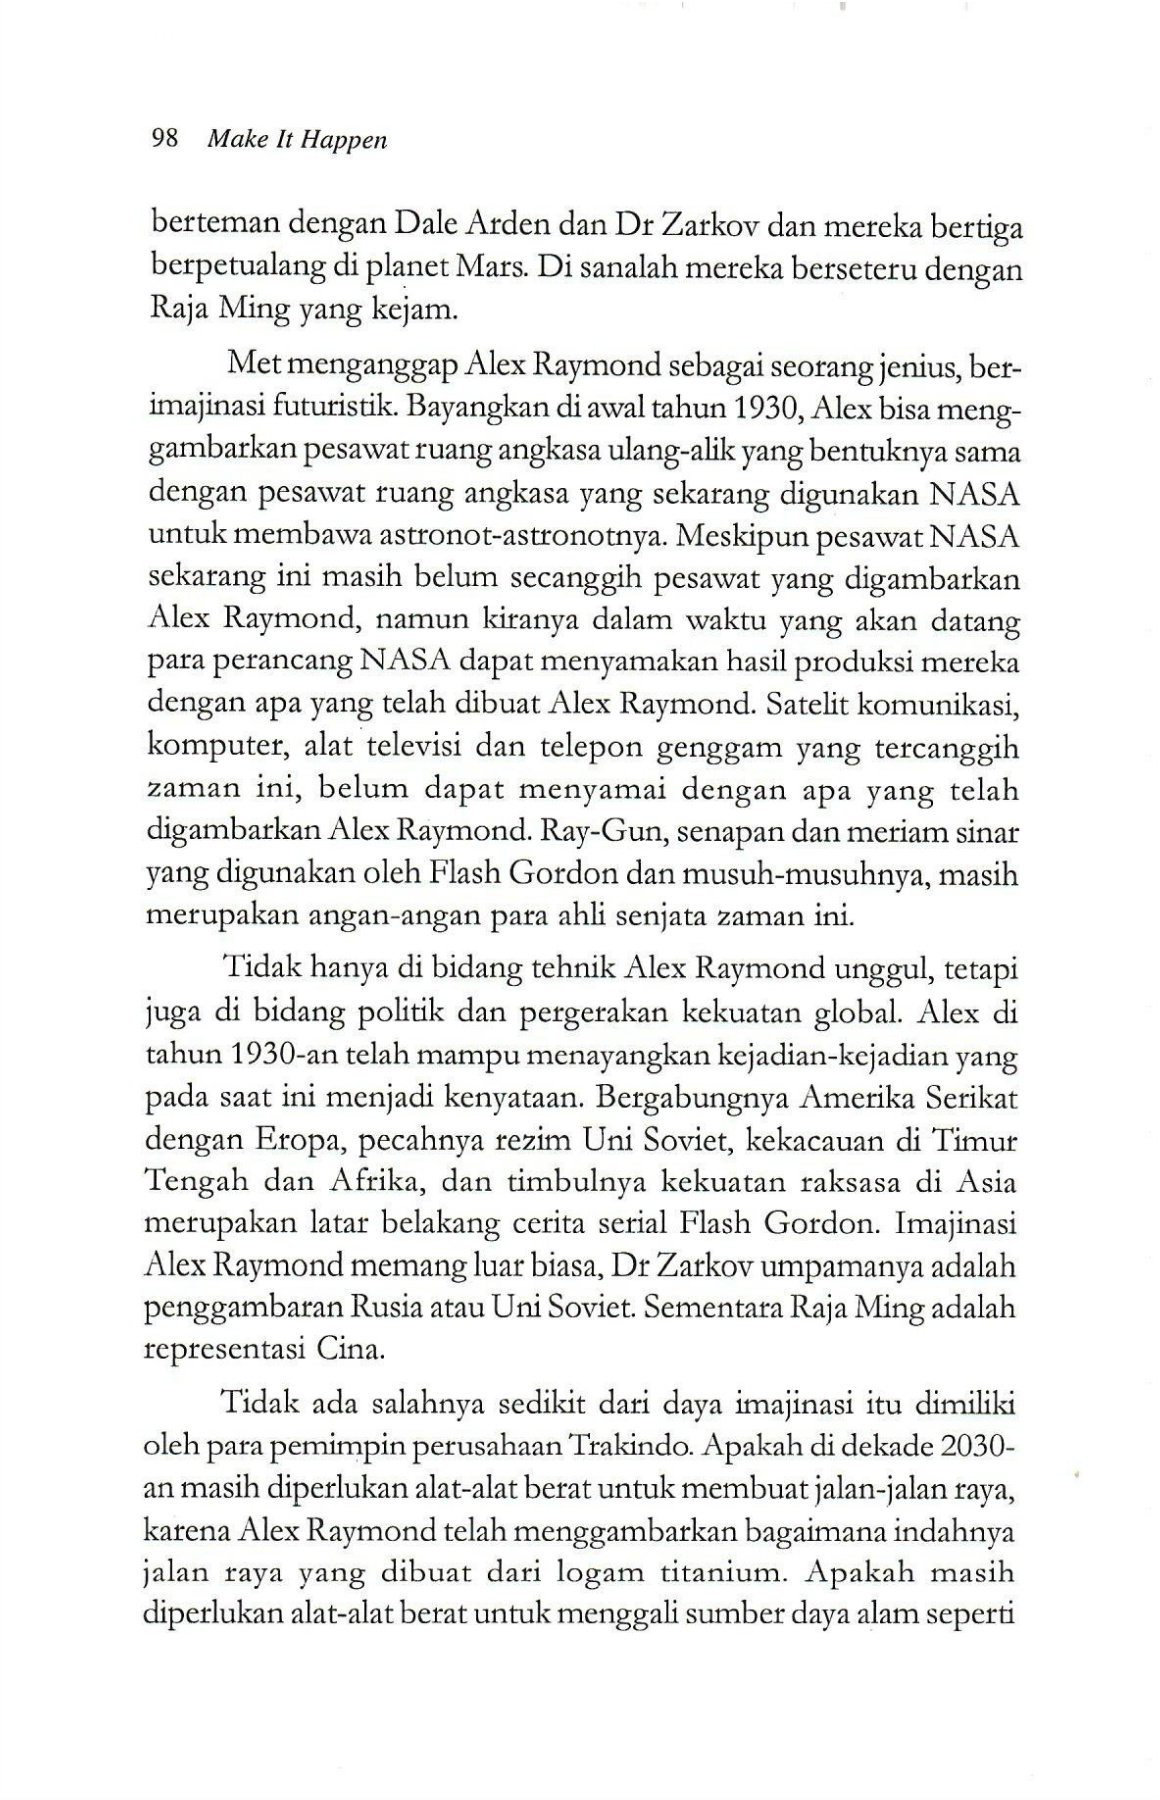 98 Make It Happen
berteman dengan Dale Arden dan Dr Zarkov dan mereka bertiga
berpetualang di planet Mars. Di sanalah mereka berseteru dengan
Raja Ming yang kejam.
Met menganggap Alex Raymond sebagai seorang jenius, ber-
imajinasi futuristik. Bayangkan di awal tahun 1930, Alex bisa meng-
gambarkan pesawat ruang angkasa ulang-alik yang bentuknya sama
dengan pesawat ruang angkasa yang sekarang digunakan NASA
untuk membawa astronot-astronotnya. Meskipun pesawat NASA
sekarang ini masih belum secanggih pesawat yang digambarkan
Alex Raymond, namun kiranya dalam waktu yang akan datang
para perancang NASA dapat menyamakan hasil produksi mereka
dengan apa yang telah dibuat Alex Raymond. Satelit komunikasi,
komputer, alat televisi dan telepon genggam yang tercanggih
zaman ini, belum dapat menyamai dengan apa yang telah
digambarkan Alex Raymond. Ray-Gun, senapan dan meriam sinar
yang digunakan oleh Flash Gordon dan musuh-musuhnya, masih
merupakan angan-angan para ahli senjata zaman ini.
Tidak hanya di bidang tehnik Alex Raymond unggul, tetapi
juga di bidang politik dan pergerakan kekuatan global. Alex di
tahun 1930-an telah mampu menayangkan kejadian-kejadian yang
pada saat ini menjadi kenyataan. Bergabungnya Amerika Serikat
dengan Eropa, pecahnya rezim Uni Soviet, kekacauan di Timur
Tengah dan Afrika, dan timbulnya kekuatan raksasa di Asia
merupakan latar belakang cerita serial Flash Gordon. Imajinasi
Alex Raymond memang luar biasa, Dr Zarkov umpamanya adalah
penggambaran Rusia atau Uni Soviet. Sementara Raja Ming adalah
representasi Cina.
Tidak ada salahnya sedikit dari daya imajinasi itu dimiliki
oleh para pemimpin perusahaan Trakindo. Apakah di dekade 2030-
an masih diperlukan alat-alat berat untuk membuat jalan-jalan raya,
karena Alex Raymond telah menggambarkan bagaimana indahnya
jalan raya yang dibuat dari logam titanium. Apakah masih
diperlukan alat-alat berat untuk menggali sumber daya alam seperti